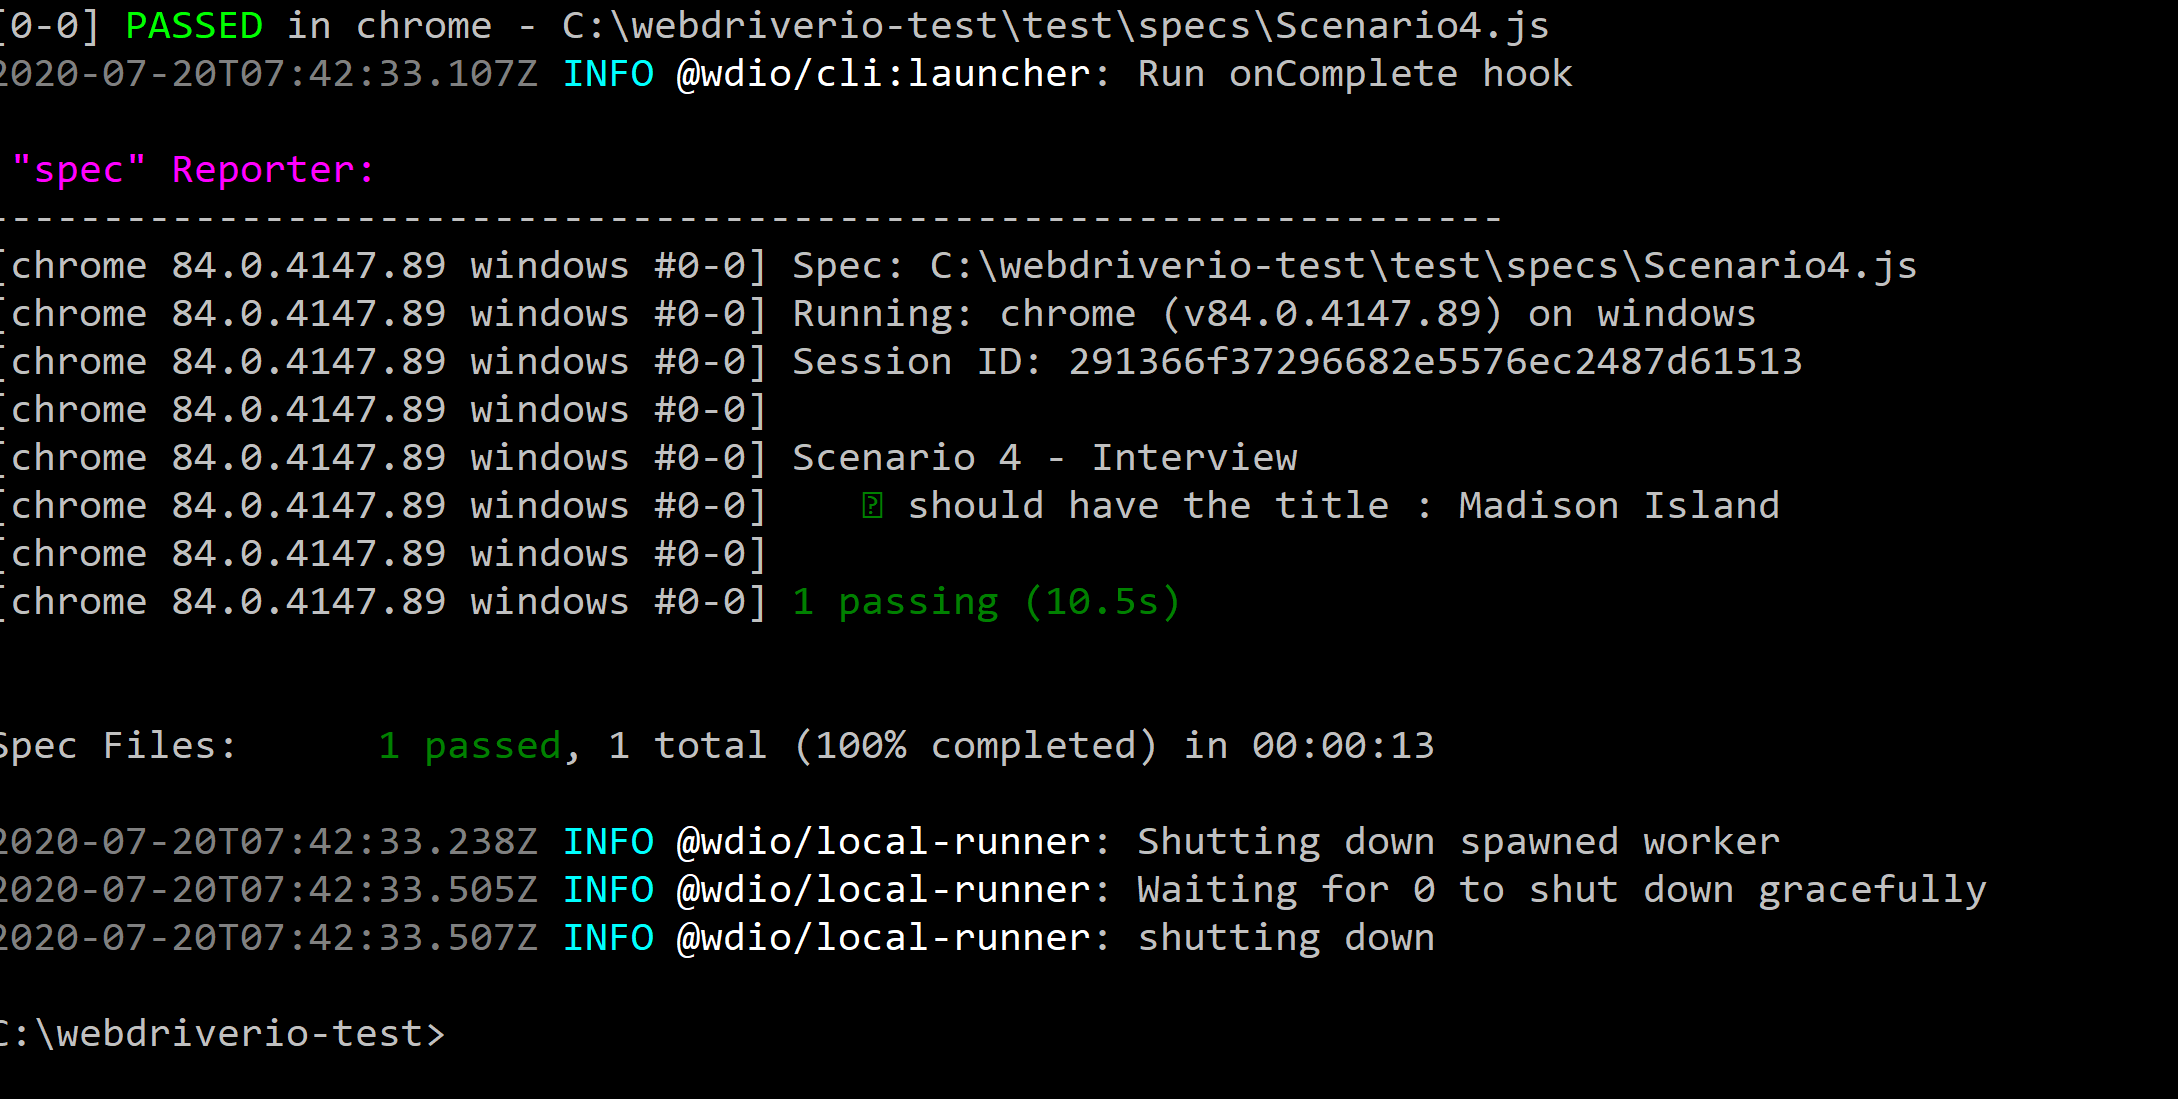 [0-0] PASSED in chrome - C:\webdriverio-test\test\specs\Scenario4.js
2020-07-20T07:42:33.107Z INFO @wdio/cli:launcher: Run onComplete hook
"spec" Reporter:
------------------------------------------------------------------
[chrome 84.0.4147.89 windows #0-0] Spec: C:\webdriverio-test\test\specs\Scenario4.js
[chrome 84.0.4147.89 windows #0-0] Running: chrome (v84.0.4147.89) on windows
[chrome 84.0.4147.89 windows #0-0] Session ID: 291366f37296682e5576ec2487d61513
[chrome 84.0.4147.89 windows #0-0]
[chrome 84.0.4147.89 windows #0-0] Scenario 4 - Interview
[chrome 84.0.4147.89 windows #0-0]    � should have the title : Madison Island
[chrome 84.0.4147.89 windows #0-0]
[chrome 84.0.4147.89 windows #0-0] 1 passing (10.5s)
Spec Files:      1 passed, 1 total (100% completed) in 00:00:13
2020-07-20T07:42:33.238Z INFO @wdio/local-runner: Shutting down spawned worker
2020-07-20T07:42:33.505Z INFO @wdio/local-runner: Waiting for 0 to shut down gracefully
2020-07-20T07:42:33.507Z INFO @wdio/local-runner: shutting down
C:\webdriverio-test>